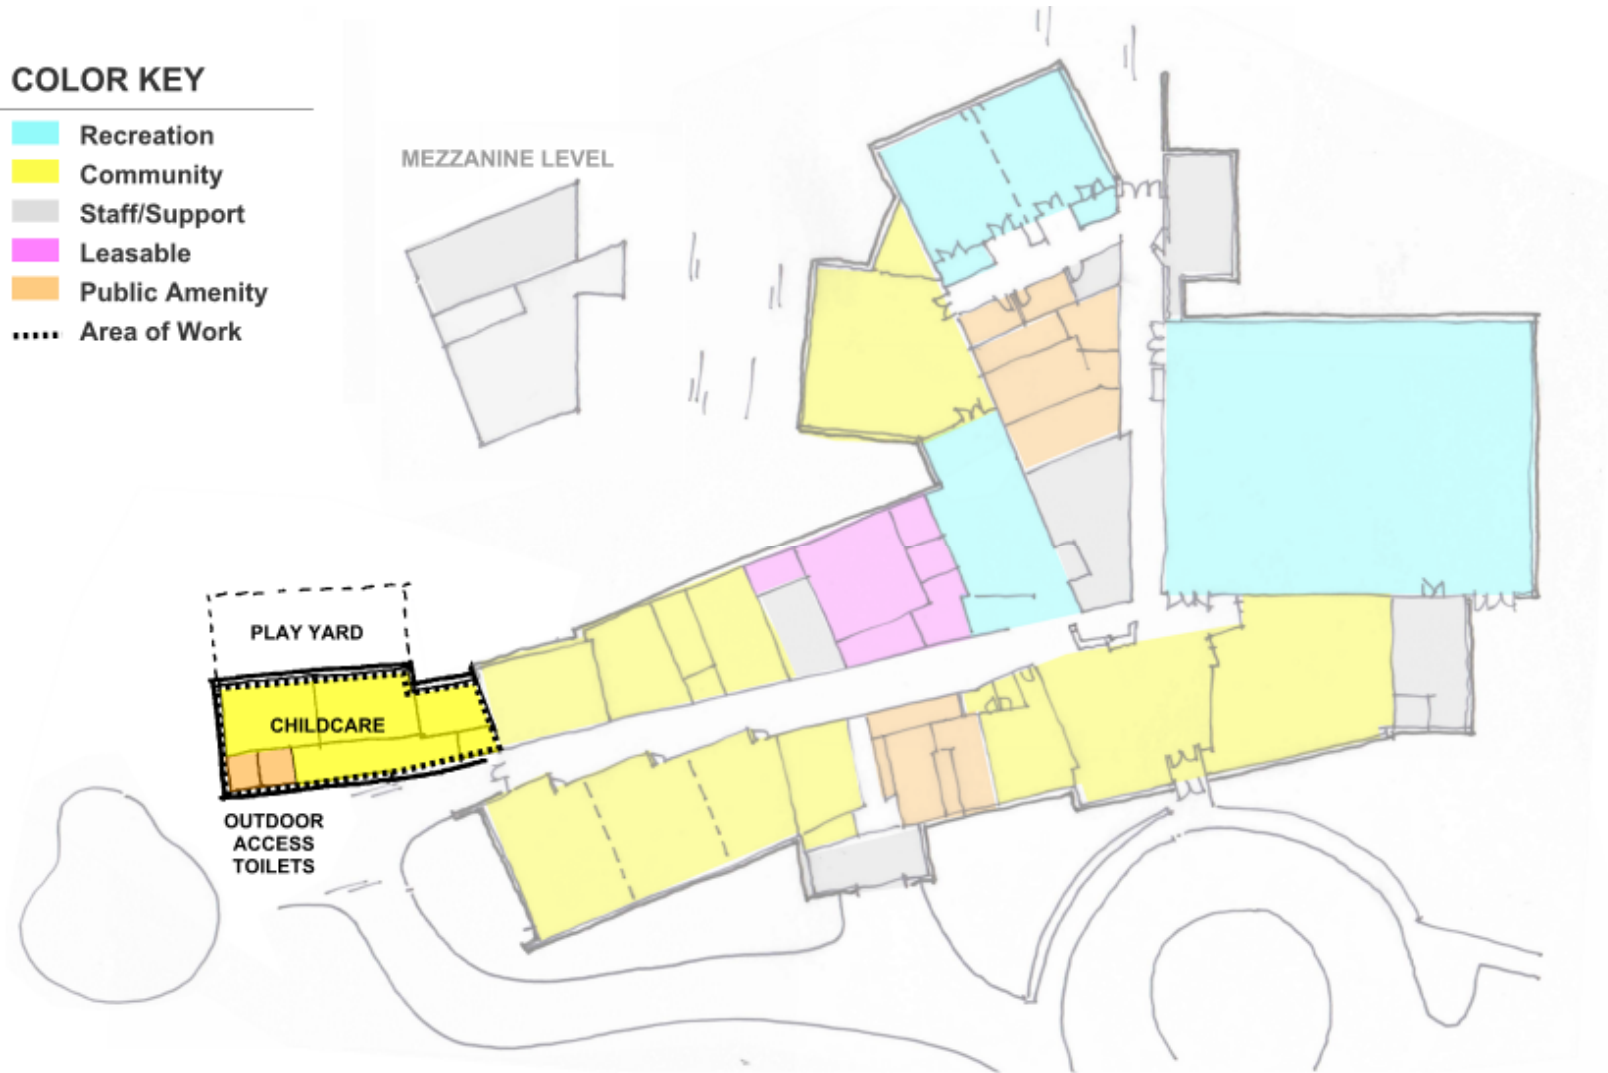 COLOR KEY
Recreation
Community
Staff/Support
Leasable
Public Amenity
Area of Work
MEZZANINE LEVEL
PLAY YARD
CHILDCARE
OUTDOOR
ACCESS
TOILETS